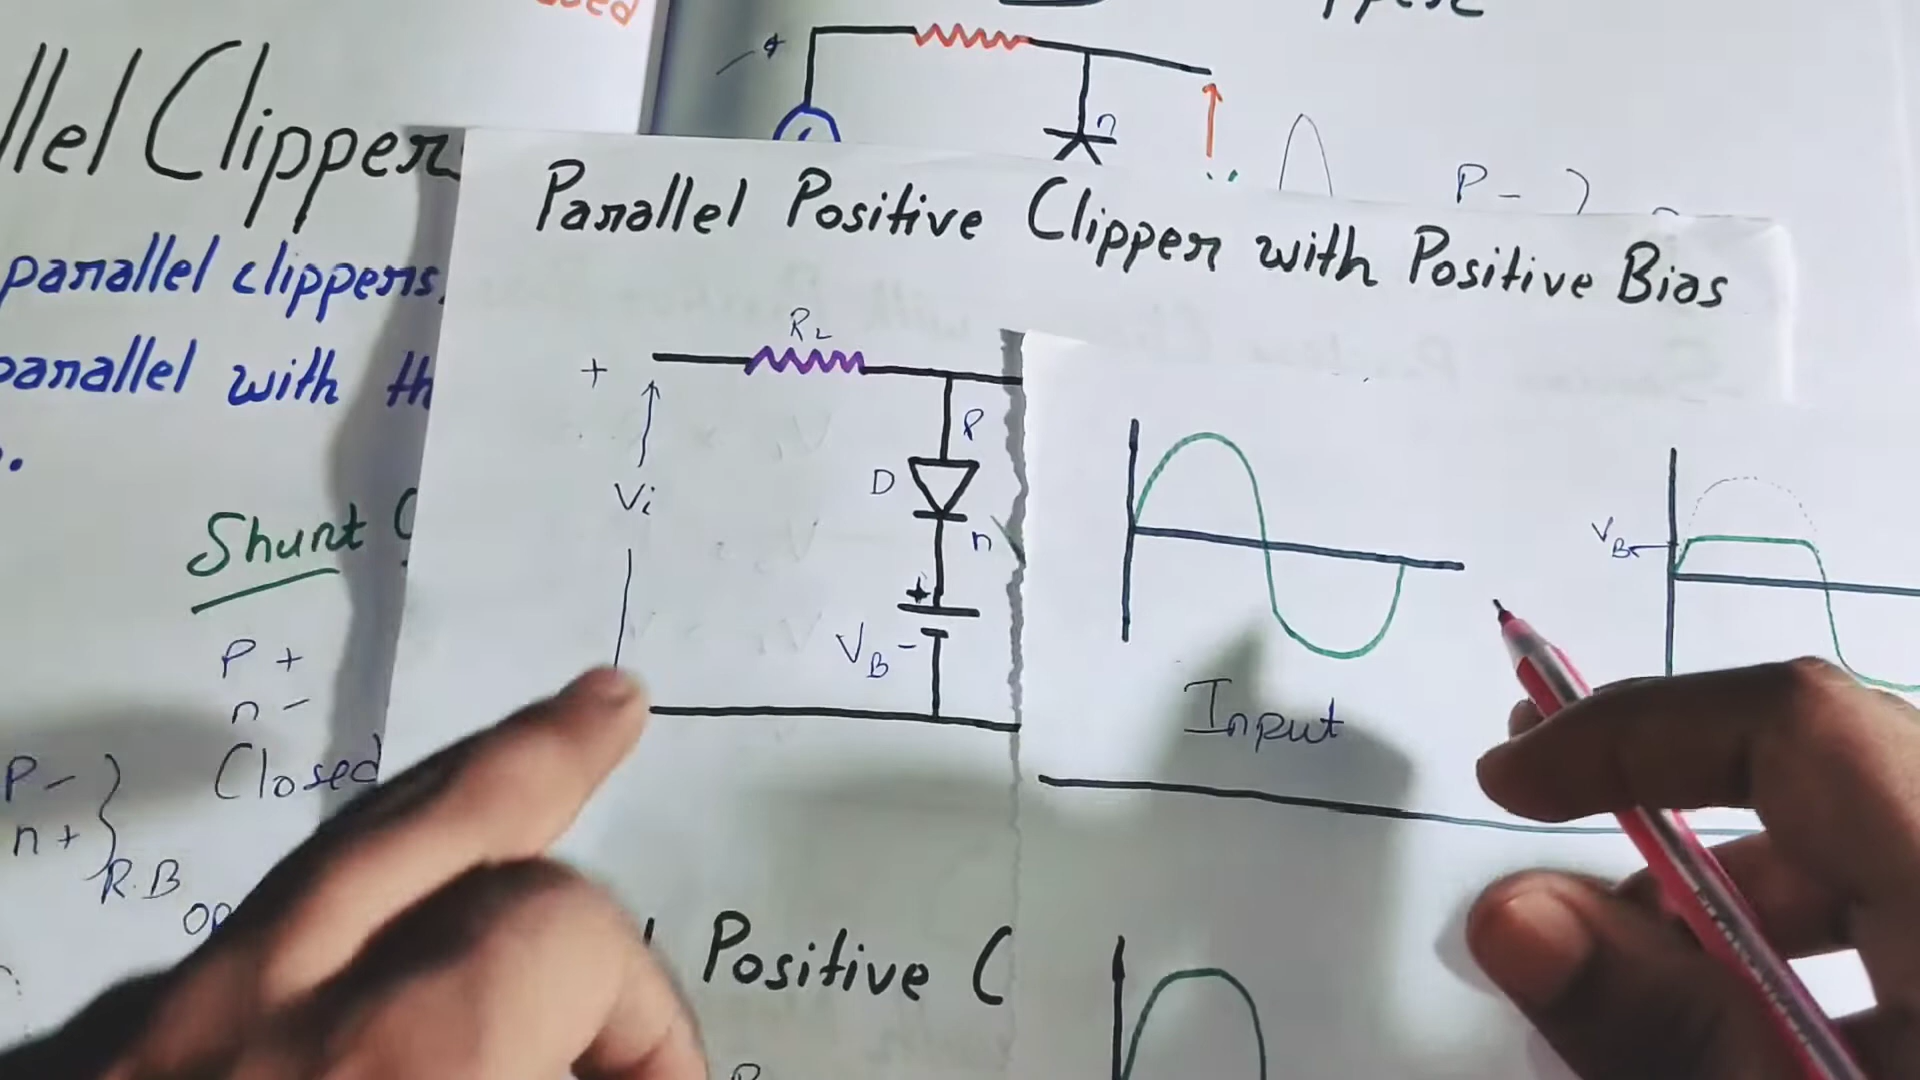 llel Clipper
parallel clippers.
parallel with th
Shunt
P +
n -
Closed
P -
n +
R.B
n
P -
Parallel Positive Clipper with Positive Bias
RL
+
P
D
Vi
n
+
VB -
Input
VB
Positive C